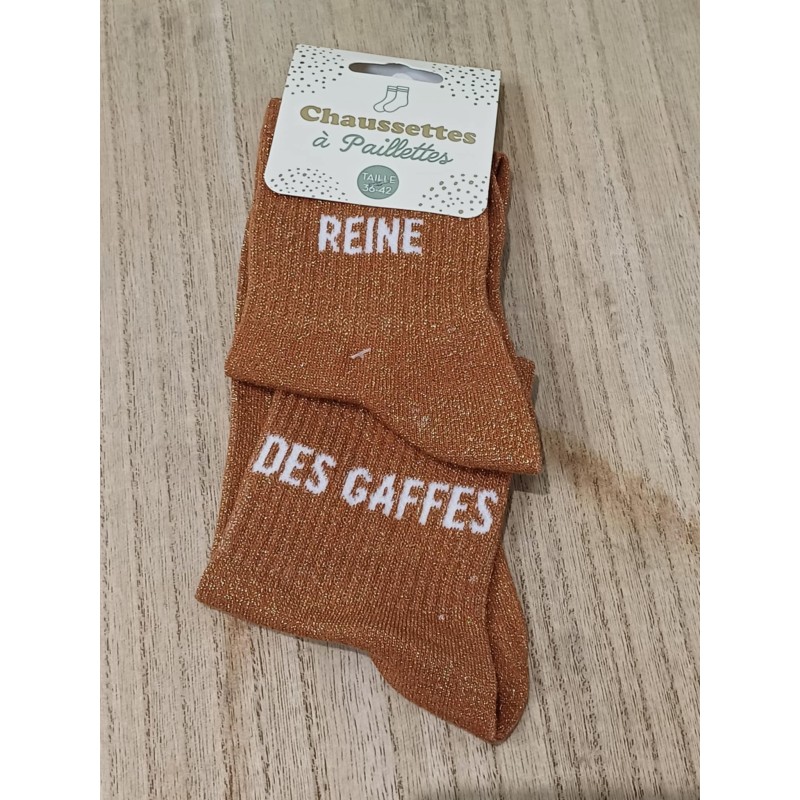 Chaussettes
à Paillettes
TAILLE
36-42
REINE
DES GAFFES